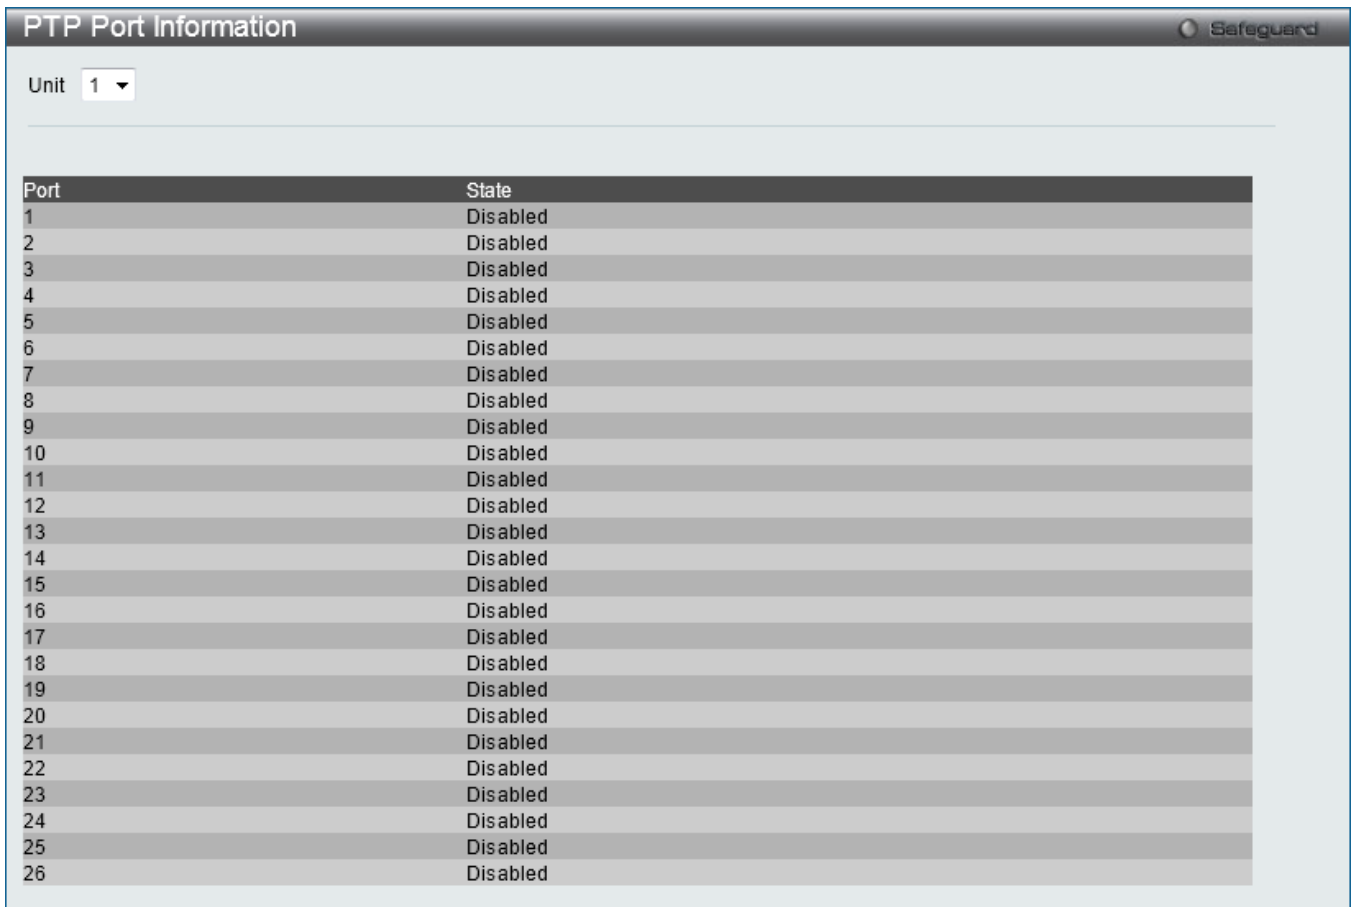 PTP Port Information
Safeguard
Unit 1
Port State
1 Disabled
2 Disabled
3 Disabled
4 Disabled
5 Disabled
6 Disabled
7 Disabled
8 Disabled
9 Disabled
10 Disabled
11 Disabled
12 Disabled
13 Disabled
14 Disabled
15 Disabled
16 Disabled
17 Disabled
18 Disabled
19 Disabled
20 Disabled
21 Disabled
22 Disabled
23 Disabled
24 Disabled
25 Disabled
26 Disabled